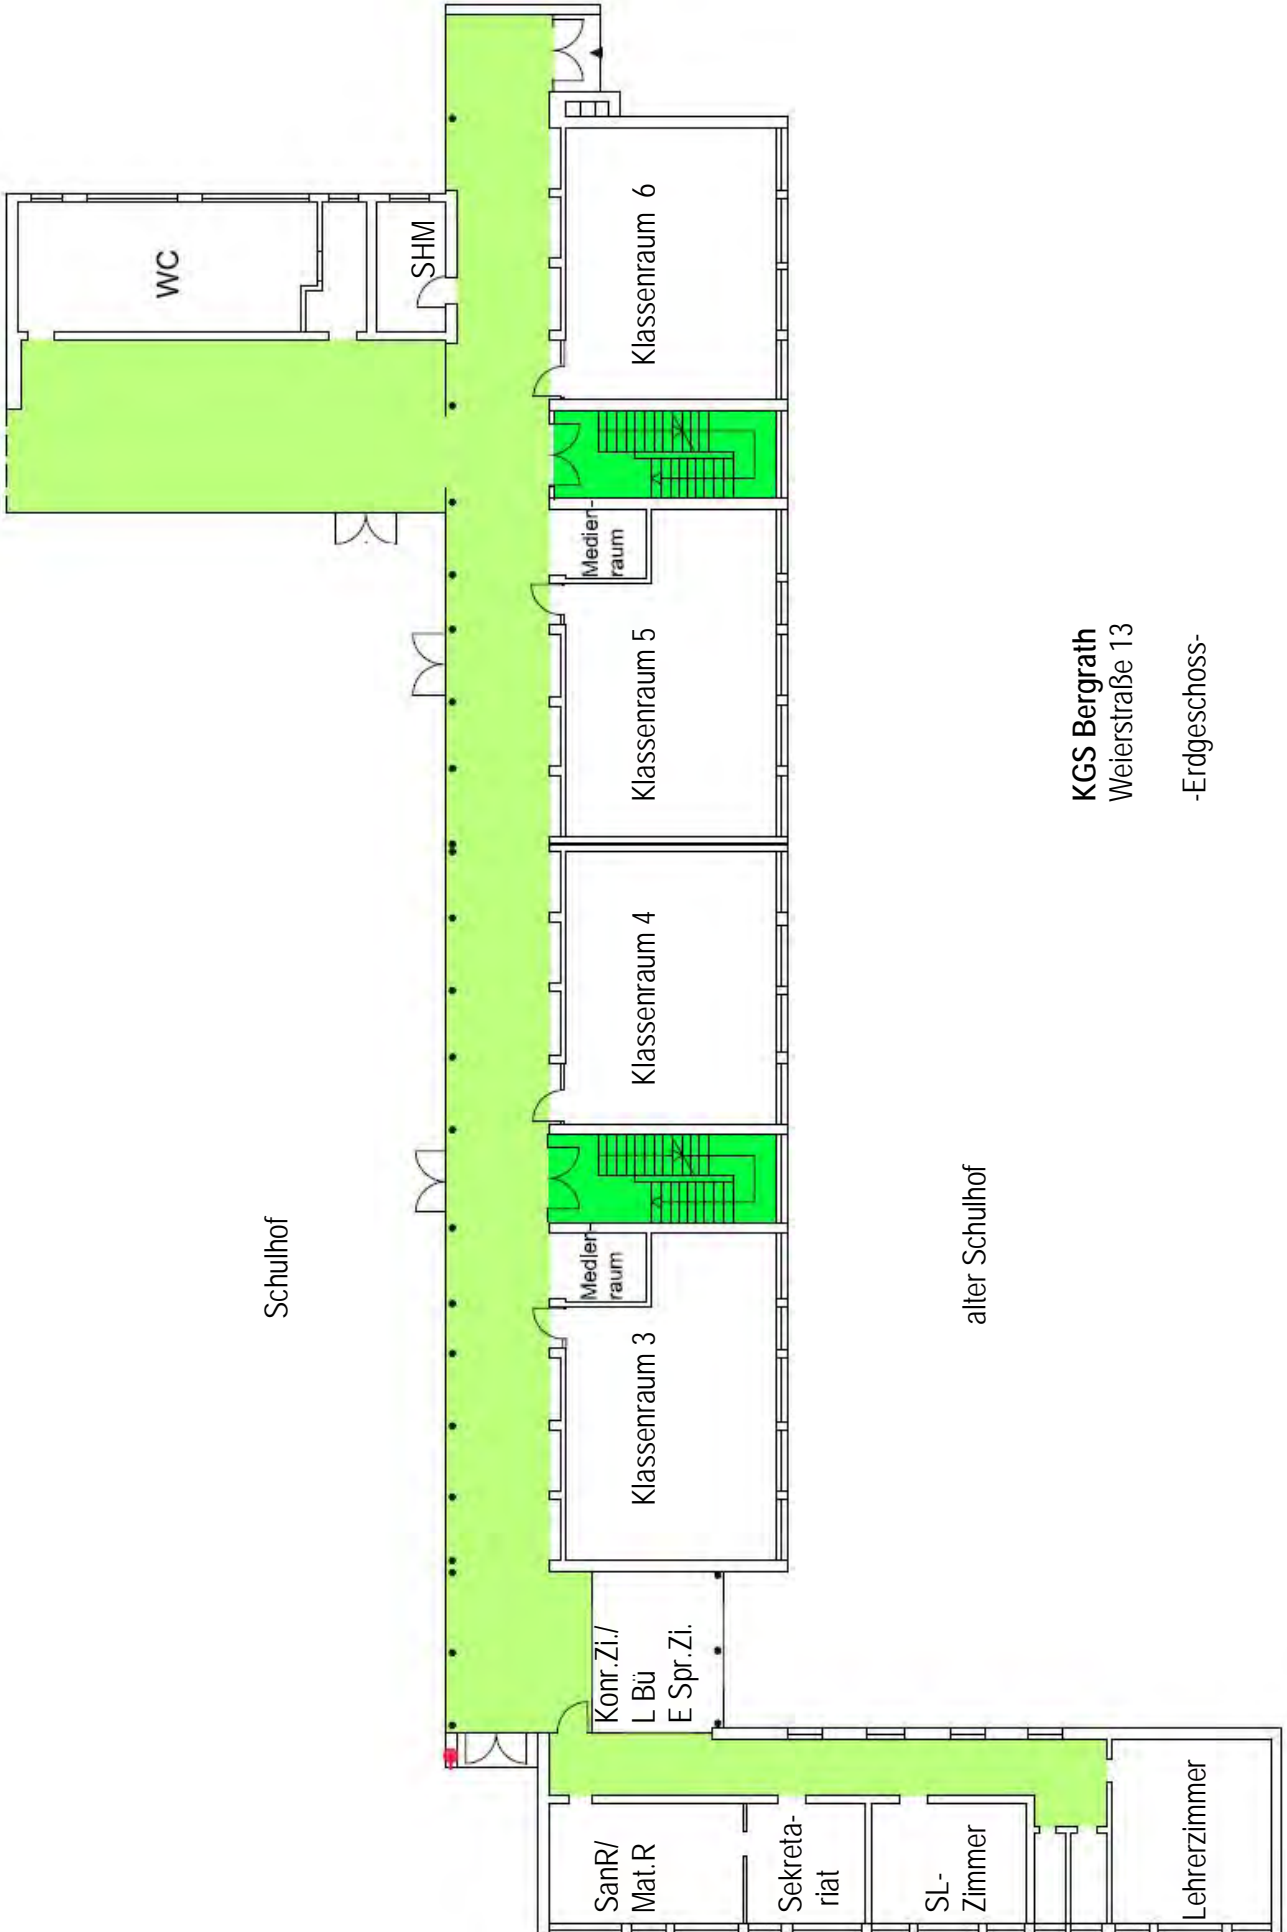 WC
SHM
Klassenraum 6
Medien-
raum
Klassenraum 5
Klassenraum 4
Medien-
raum
Klassenraum 3
Konr.Zi./
L Bü
E Spr.Zi.
SanR/
Mat.R
Sekreta-
riat
SL-
Zimmer
Lehrerzimmer
Schulhof
alter Schulhof
KGS Bergrath
Weierstraße 13
-Erdgeschoss-